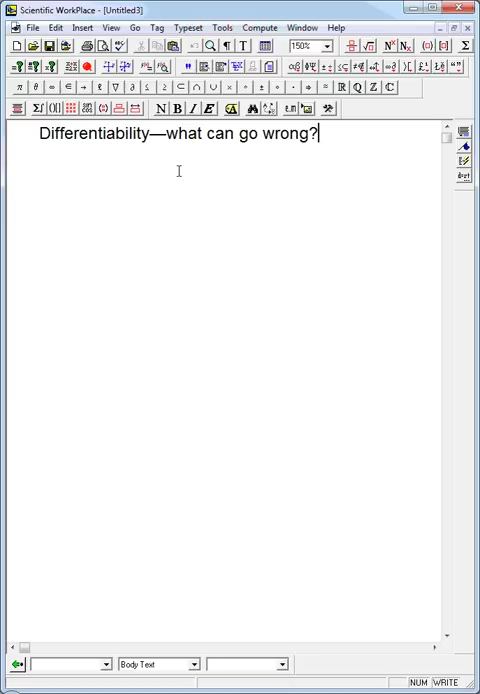 Scientific WorkPlace - [Untitled3]
File Edit Insert View Go Tag Typeset Tools Compute Window Help
150%
Differentiability—what can go wrong?
Body Text
NUM WRITE